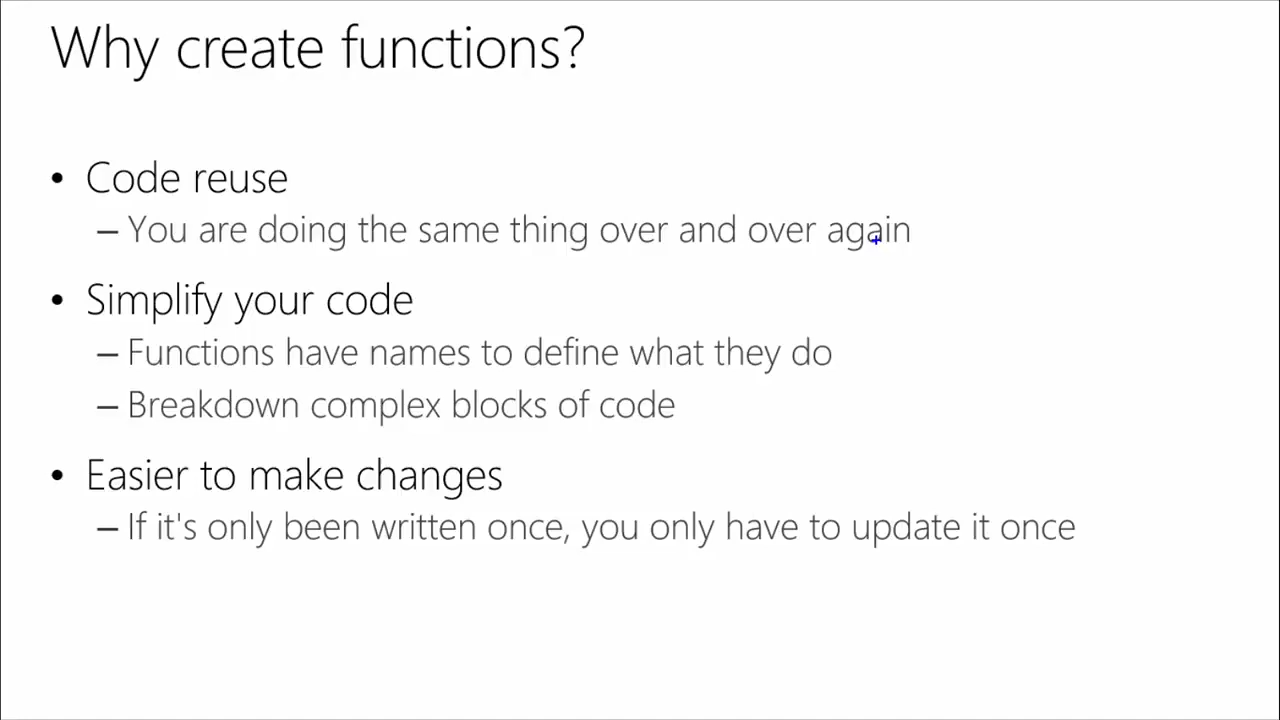 Why create functions?
• Code reuse
– You are doing the same thing over and over again
• Simplify your code
– Functions have names to define what they do
– Breakdown complex blocks of code
• Easier to make changes
– If it's only been written once, you only have to update it once